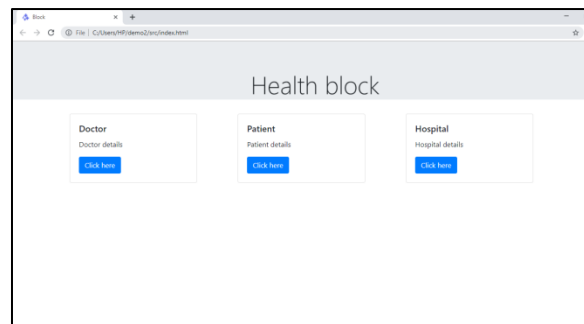 Block
File | C:/Users/HP/demo2/src/index.html
Health block
Doctor
Doctor details
Click here
Patient
Patient details
Click here
Hospital
Hospital details
Click here